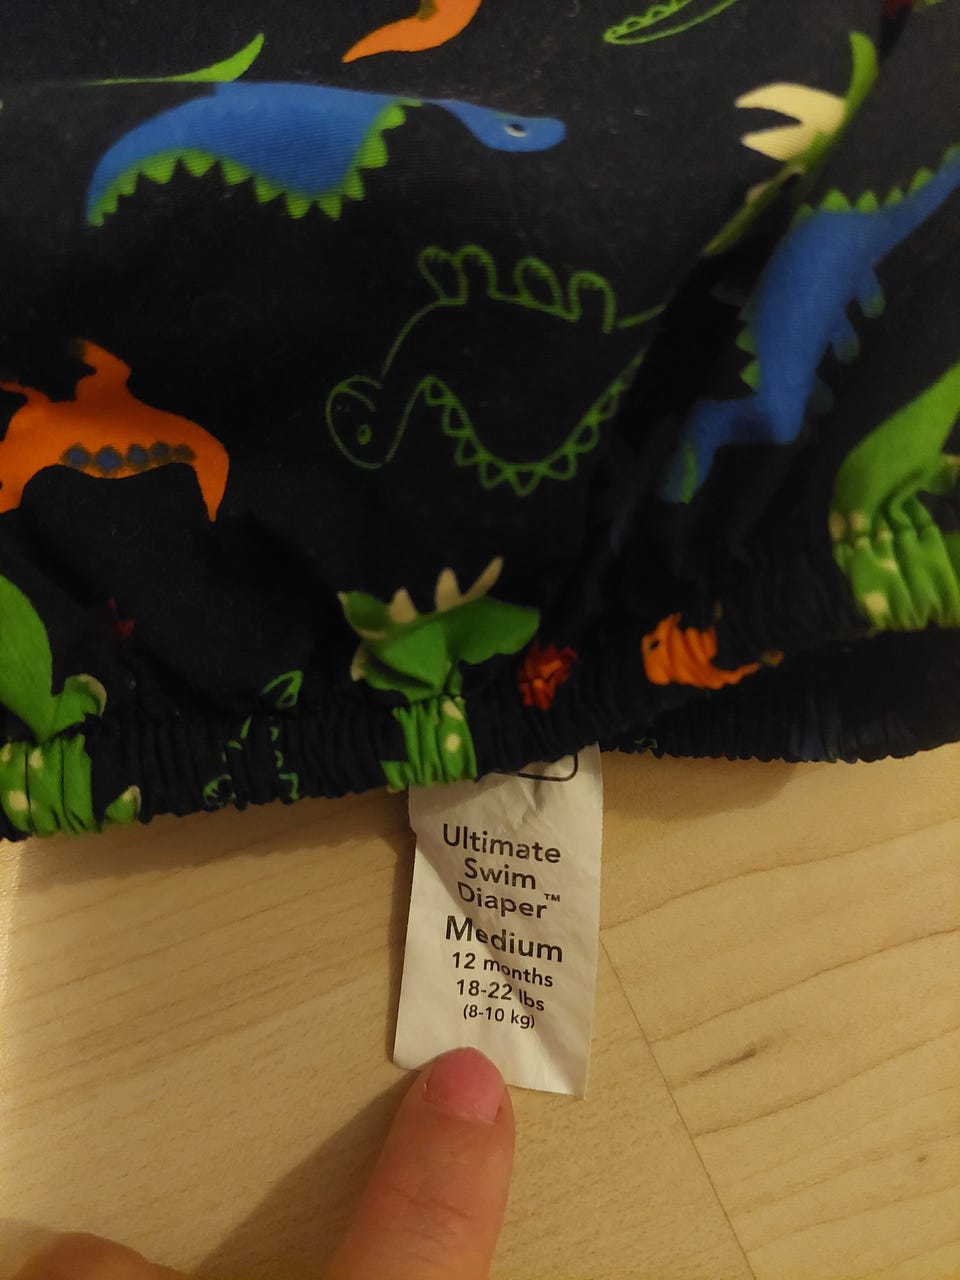 Ultimate
Swim
Diaper™
Medium
12 months
18-22 lbs
(8-10 kg)